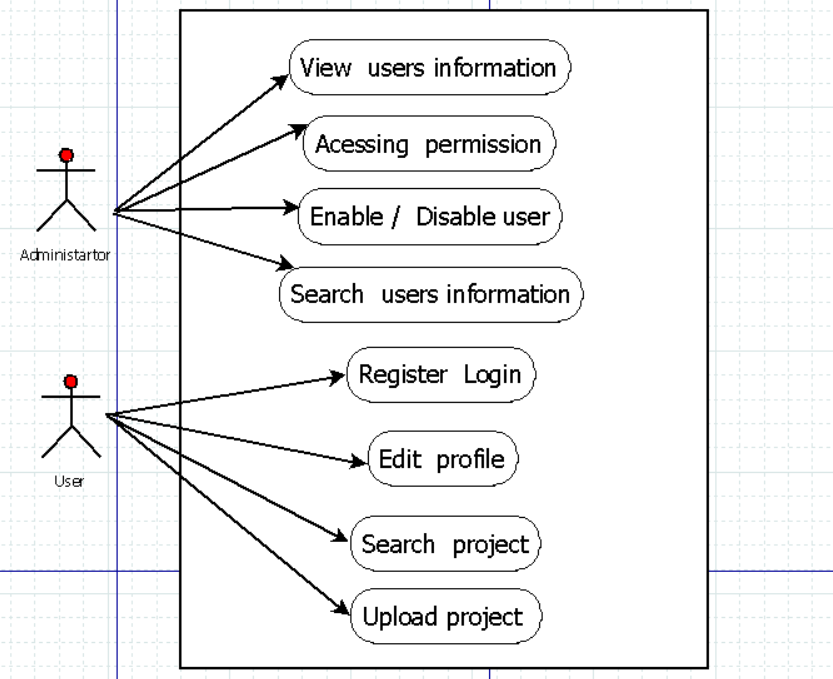 View users information
Acessing permission
Enable / Disable user
Administartor
Search users information
Register Login
Edit profile
User
Search project
Upload project